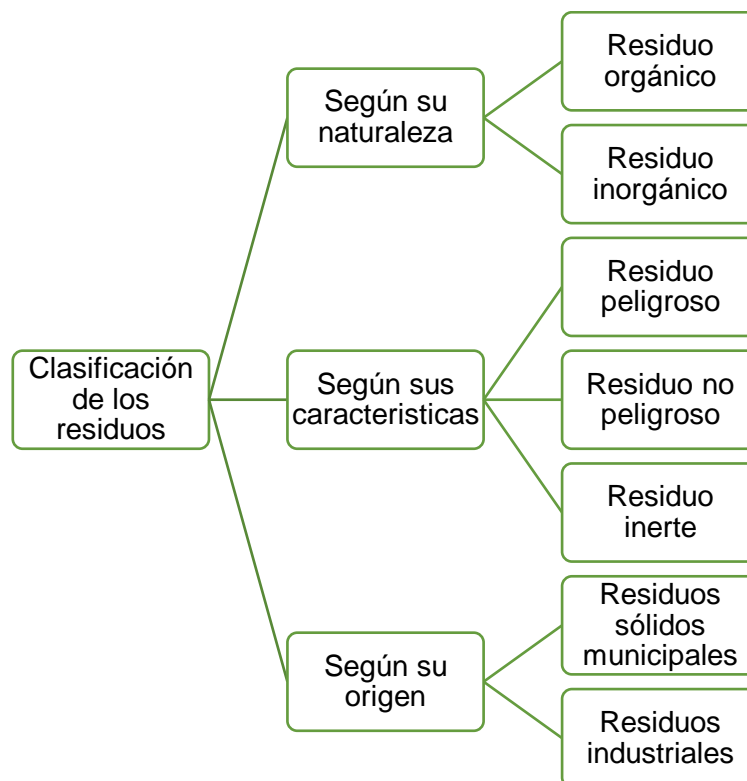 Clasificación
de los
residuos
Según su
naturaleza
Residuo
orgánico
Residuo
inorgánico
Según sus
caracteristicas
Residuo
peligroso
Residuo no
peligroso
Residuo
inerte
Según su
origen
Residuos
sólidos
municipales
Residuos
industriales